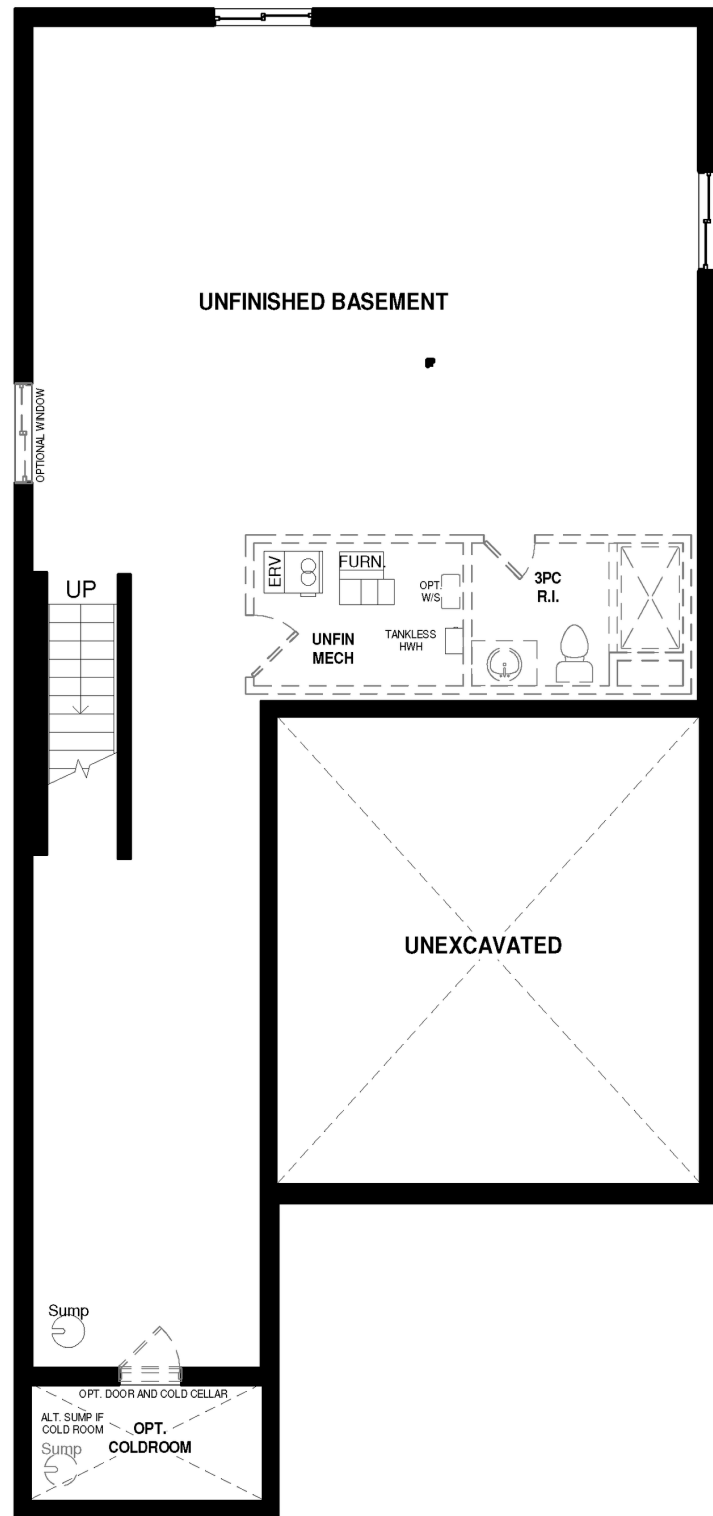 UNFINISHED BASEMENT
OPTIONAL WINDOW
UP
ERV
FURN.
OPT.
W/S
UNFIN
MECH
TANKLESS
HWH
3PC
R.I.
UNEXCAVATED
Sump
OPT. DOOR AND COLD CELLAR
ALT. SUMP IF
COLD ROOM
Sump
OPT.
COLDROOM